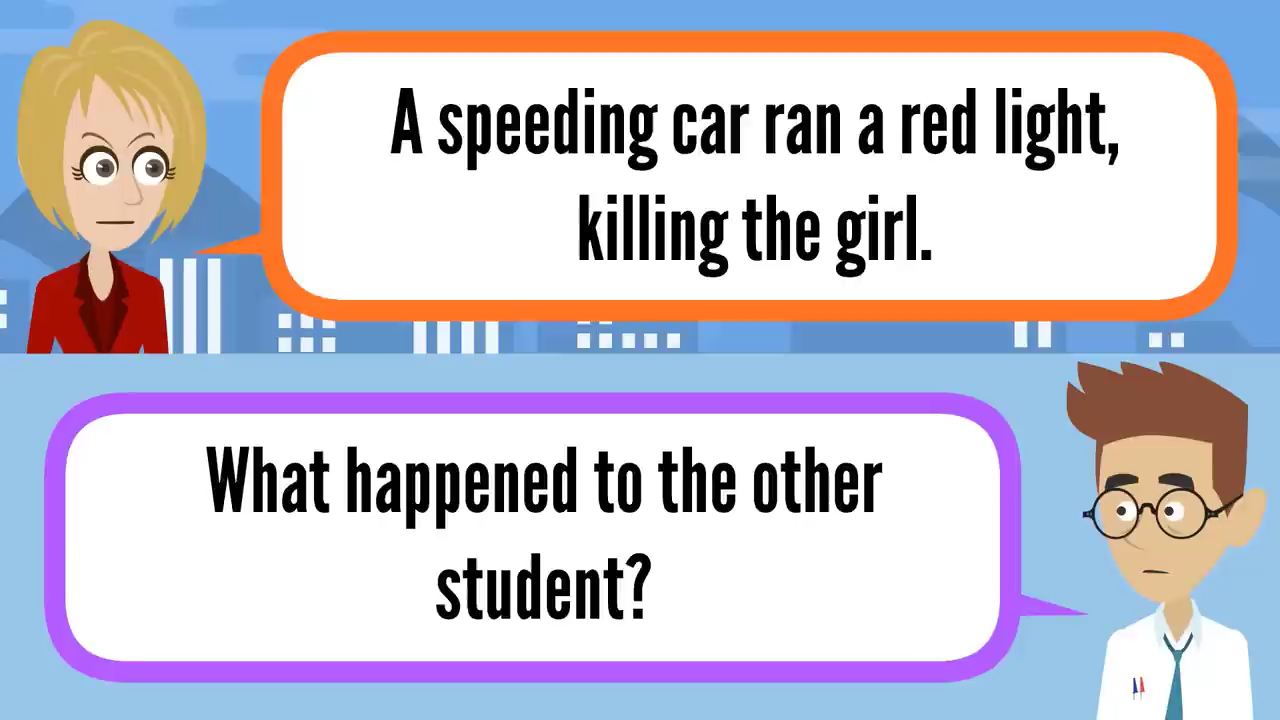 A speeding car ran a red light,
killing the girl.
What happened to the other
student?